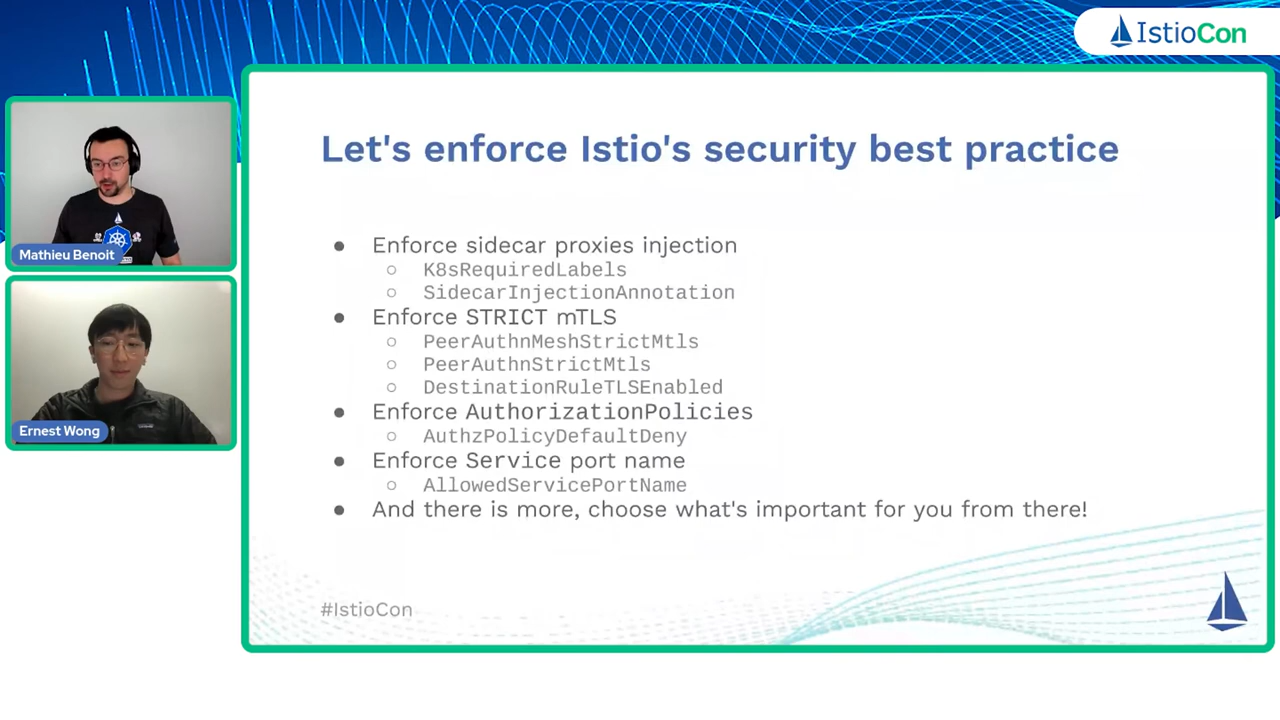 IstioCon
Let's enforce Istio's security best practice
Mathieu Benoit
Ernest Wong
● Enforce sidecar proxies injection
○ K8sRequiredLabels
○ SidecarInjectionAnnotation
● Enforce STRICT mTLS
○ PeerAuthnMeshStrictMtls
○ PeerAuthnStrictMtls
○ DestinationRuleTLSEnabled
● Enforce AuthorizationPolicies
○ AuthzPolicyDefaultDeny
● Enforce Service port name
○ AllowedServicePortName
● And there is more, choose what's important for you from there!
#IstioCon